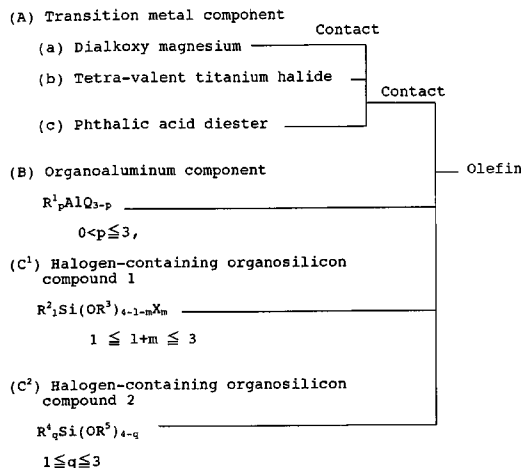 (A) Transition metal component
Contact
(a) Dialkoxy magnesium
(b) Tetra-valent titanium halide
Contact
(c) Phthalic acid diester
Olefin
(B) Organoaluminum component
R¹ₚAlQ₃₋ₚ
0<p≦3,
(C¹) Halogen-containing organosilicon
compound 1
R²ₗSi(OR³)₄₋ₗ₋ₘXₘ
1 ≦ l+m ≦ 3
(C²) Halogen-containing organosilicon
compound 2
R⁴qSi(OR⁵)₄₋q
1≦q≦3